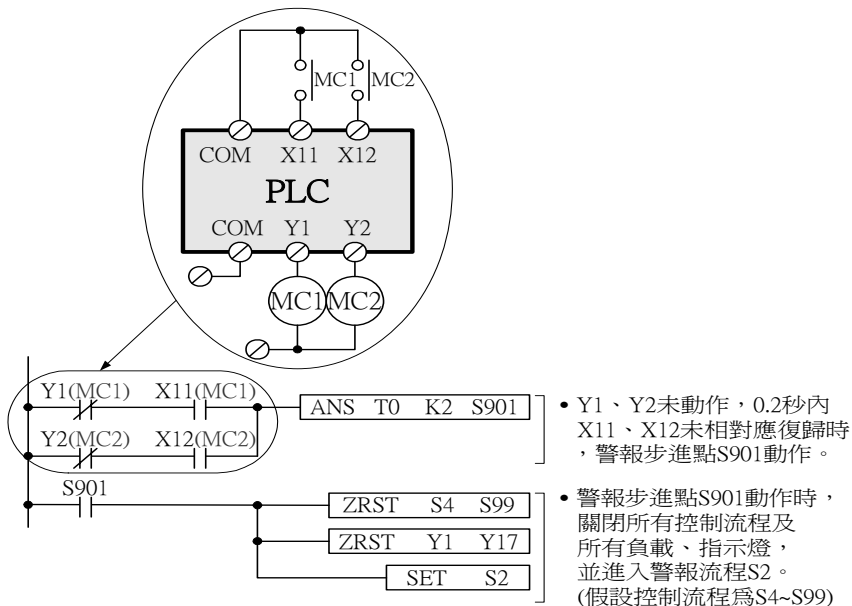 MC1 MC2
COM X11 X12
PLC
COM Y1 Y2
MC1 MC2
Y1(MC1) X11(MC1)
ANS T0 K2 S901
Y2(MC2) X12(MC2)
• Y1、Y2未動作，0.2秒內
X11、X12未相對應復歸時
，警報步進點S901動作。
S901
ZRST S4 S99
ZRST Y1 Y17
SET S2
• 警報步進點S901動作時，
關閉所有控制流程及
所有負載、指示燈，
並進入警報流程S2。
(假設控制流程爲S4~S99)